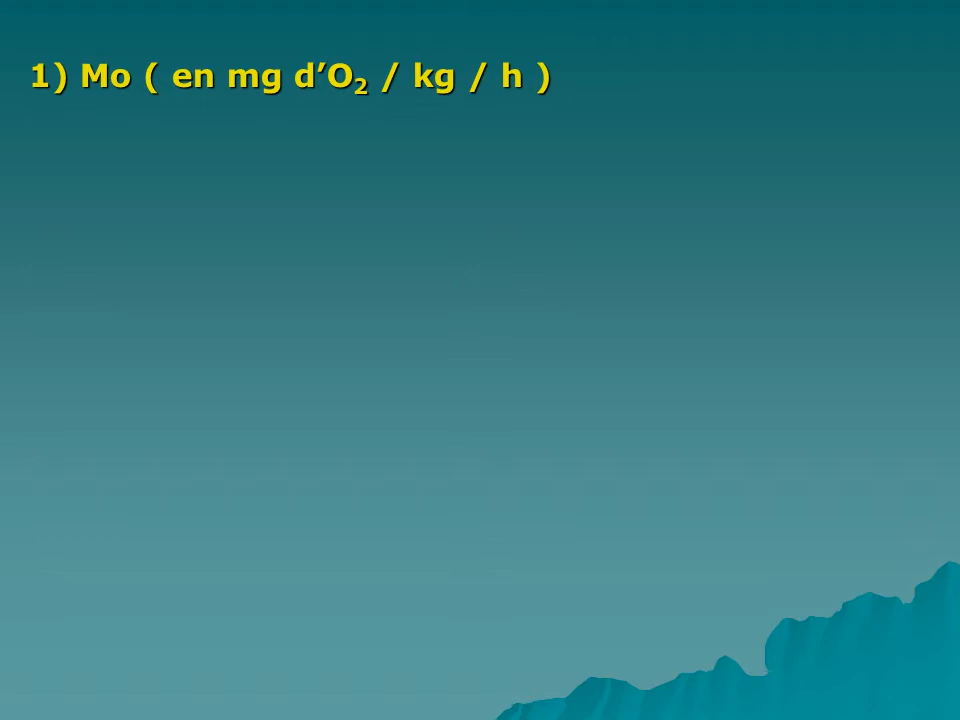 1) Mo ( en mg d’O₂ / kg / h )